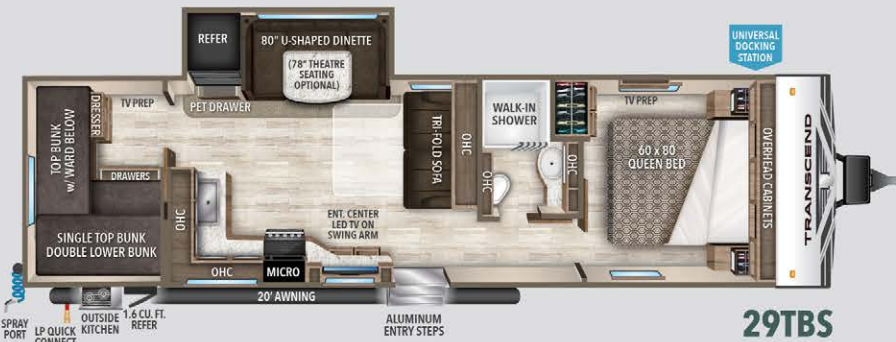 REFER
80" U-SHAPED DINETTE
(78" THEATRE
SEATING
OPTIONAL)
UNIVERSAL
DOCKING
STATION
TOP BUNK
w/ WARD BELOW
DRESSER
TV PREP
PET DRAWER
TRI-FOLD SOFA
OHC
WALK-IN
SHOWER
TV PREP
60 x 80
QUEEN BED
OVERHEAD CABINETS
TRANSCEND
DRAWERS
OHC
OHC
SINGLE TOP BUNK
DOUBLE LOWER BUNK
OHC
OHC
MICRO
ENT. CENTER
LED TV ON
SWING ARM
20' AWNING
SPRAY
PORT
LP QUICK
CONNECT
OUTSIDE
KITCHEN
1.6 CU. FT.
REFER
ALUMINUM
ENTRY STEPS
29TBS